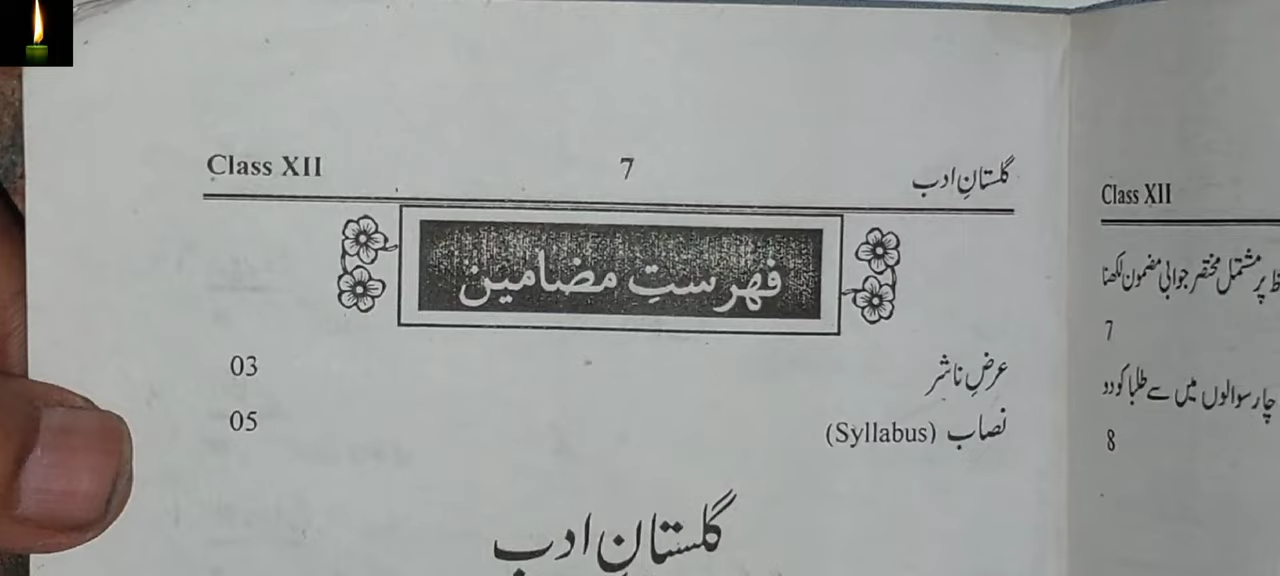 Class XII 7 گلستانِ ادب
فہرستِ مضامین
عرضِ ناشر 03
نصاب (Syllabus) 05
گلستانِ ادب
Class XII
پر مشتمل مختصر جوابی مضمون لکھنا
7
چار سوالوں میں سے طلبا کو دو
8